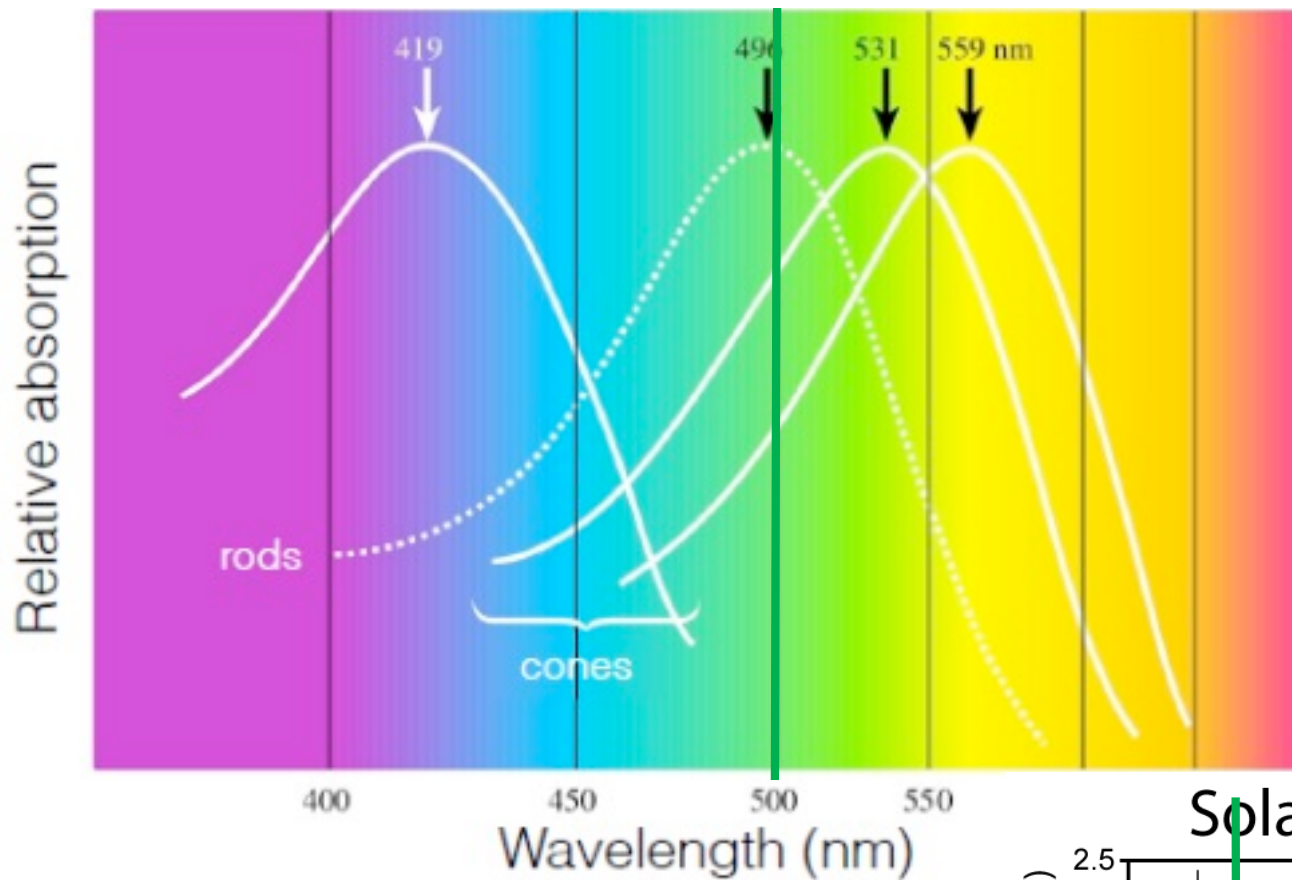 419
496
531
559 nm
Relative absorption
rods
cones
400
450
500
550
Wavelength (nm)
Sola
2.5
)